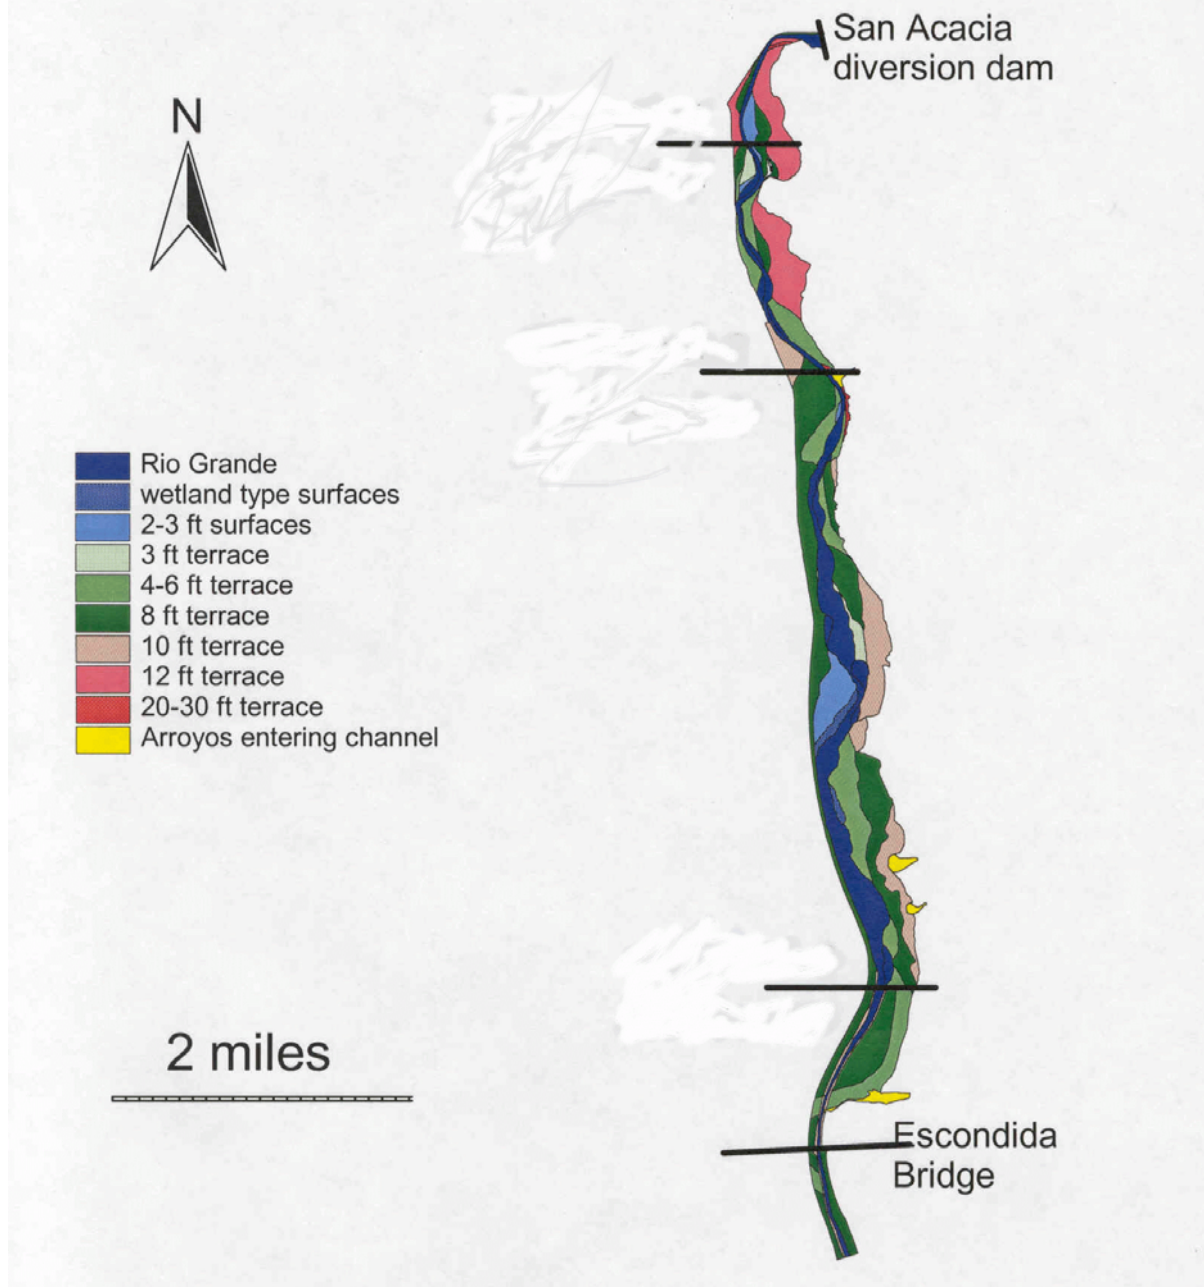 San Acacia
diversion dam
N
Rio Grande
wetland type surfaces
2-3 ft surfaces
3 ft terrace
4-6 ft terrace
8 ft terrace
10 ft terrace
12 ft terrace
20-30 ft terrace
Arroyos entering channel
2 miles
Escondida
Bridge